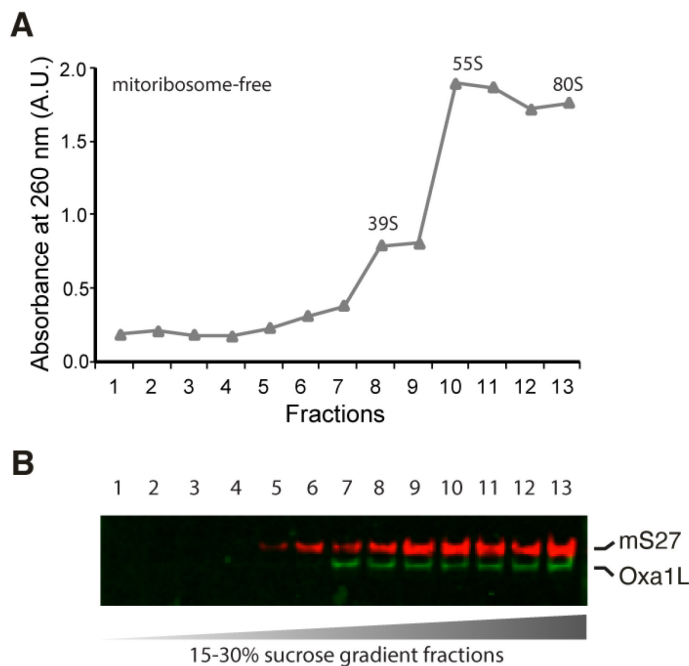 A
mitoribosome-free
55S
80S
39S
Absorbance at 260 nm (A.U.)
2.0
1.5
1.0
0.5
0.0
1 2 3 4 5 6 7 8 9 10 11 12 13
Fractions
B
1 2 3 4 5 6 7 8 9 10 11 12 13
mS27
Oxa1L
15-30% sucrose gradient fractions